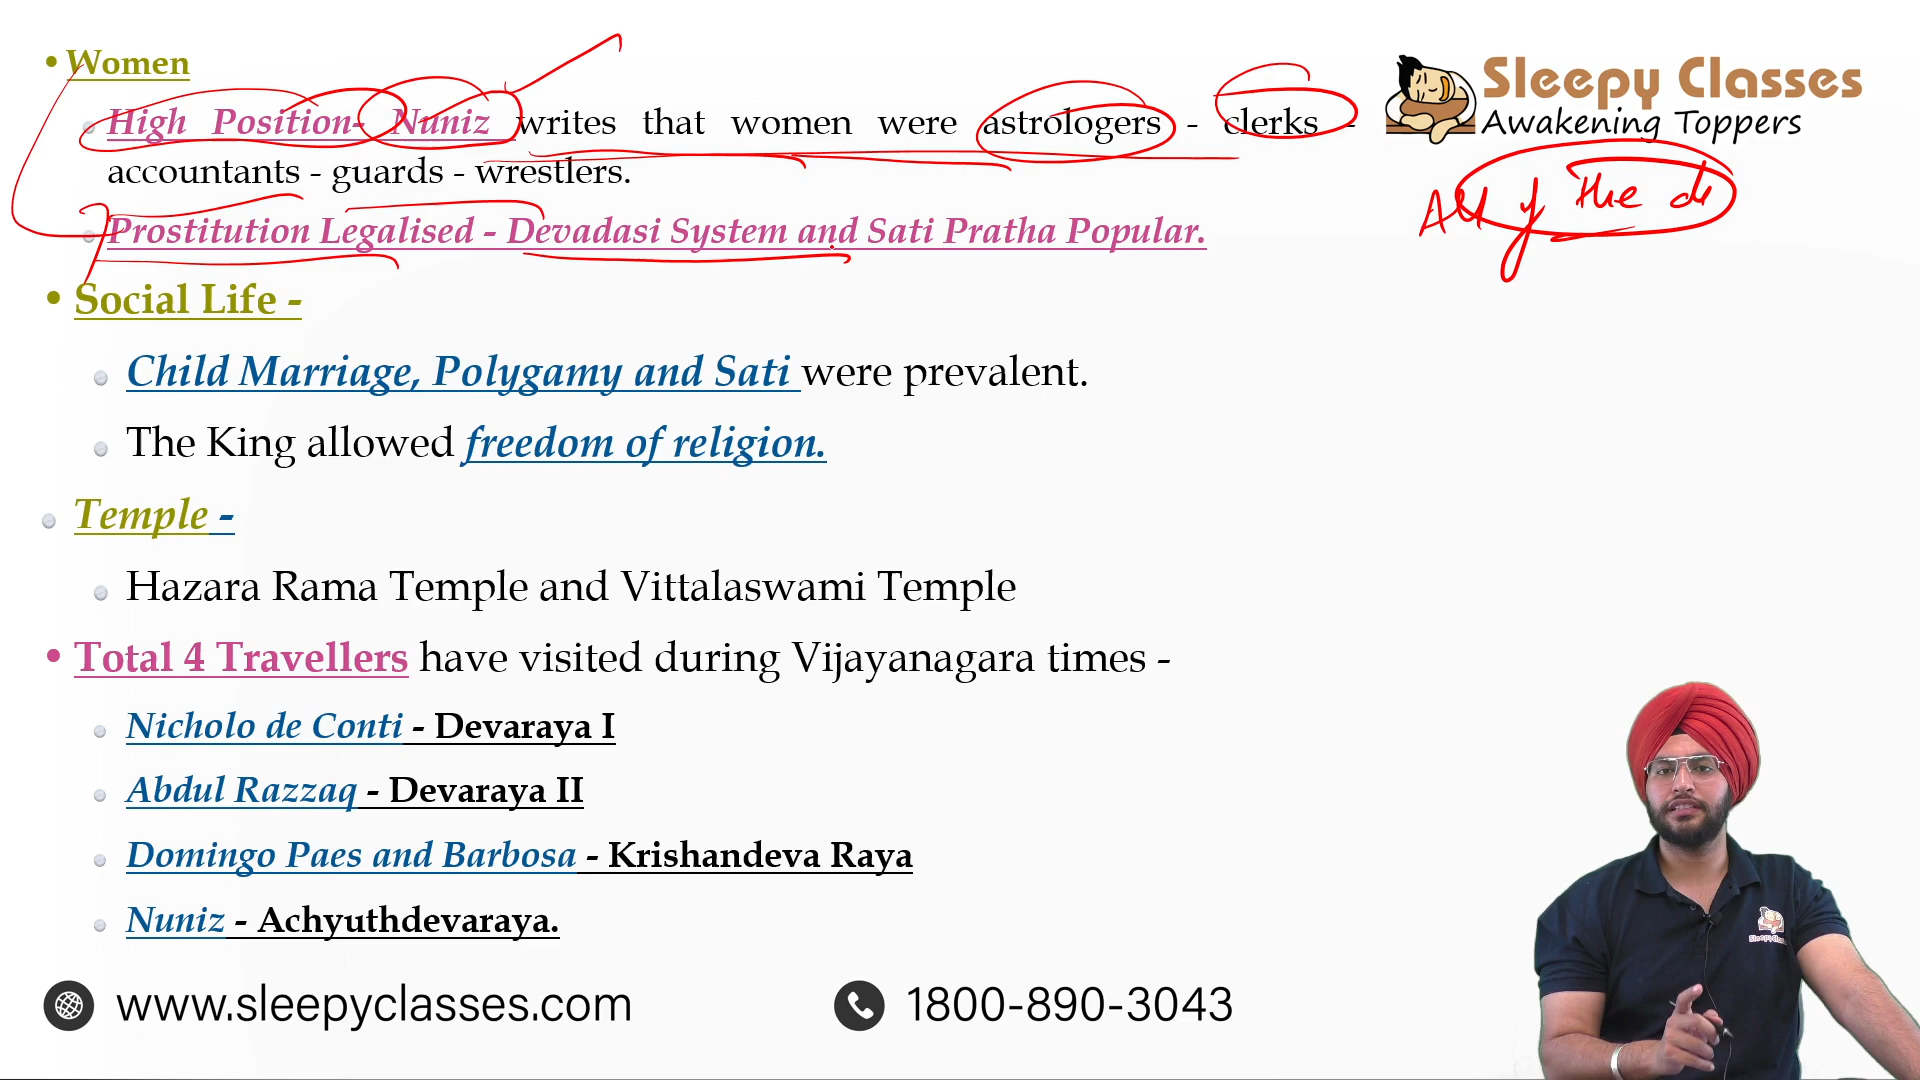 • Women
High Position- Nuniz writes that women were astrologers - clerks -
accountants - guards - wrestlers.
Prostitution Legalised - Devadasi System and Sati Pratha Popular.
• Social Life -
Child Marriage, Polygamy and Sati were prevalent.
The King allowed freedom of religion.
Temple -
Hazara Rama Temple and Vittalaswami Temple
• Total 4 Travellers have visited during Vijayanagara times -
Nicholo de Conti - Devaraya I
Abdul Razzaq - Devaraya II
Domingo Paes and Barbosa - Krishandeva Raya
Nuniz - Achyuthdevaraya.
Sleepy Classes
Awakening Toppers
All of the
www.sleepyclasses.com
1800-890-3043